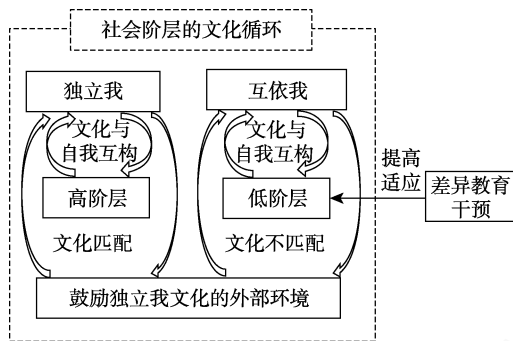 社会阶层的文化循环
独立我
互依我
文化与
自我互构
文化与
自我互构
提高
适应
高阶层
低阶层
差异教育
干预
文化匹配
文化不匹配
鼓励独立我文化的外部环境